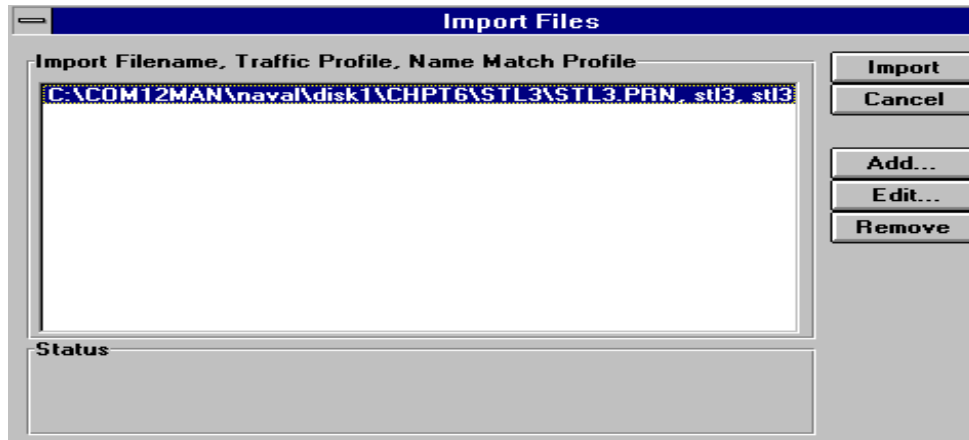 Import Files
Import Filename, Traffic Profile, Name Match Profile
C:\COM12MAN\naval\disk1\CHPT6\STL3\STL3.PRN, stl3, stl3
Import
Cancel
Add...
Edit...
Remove
Status